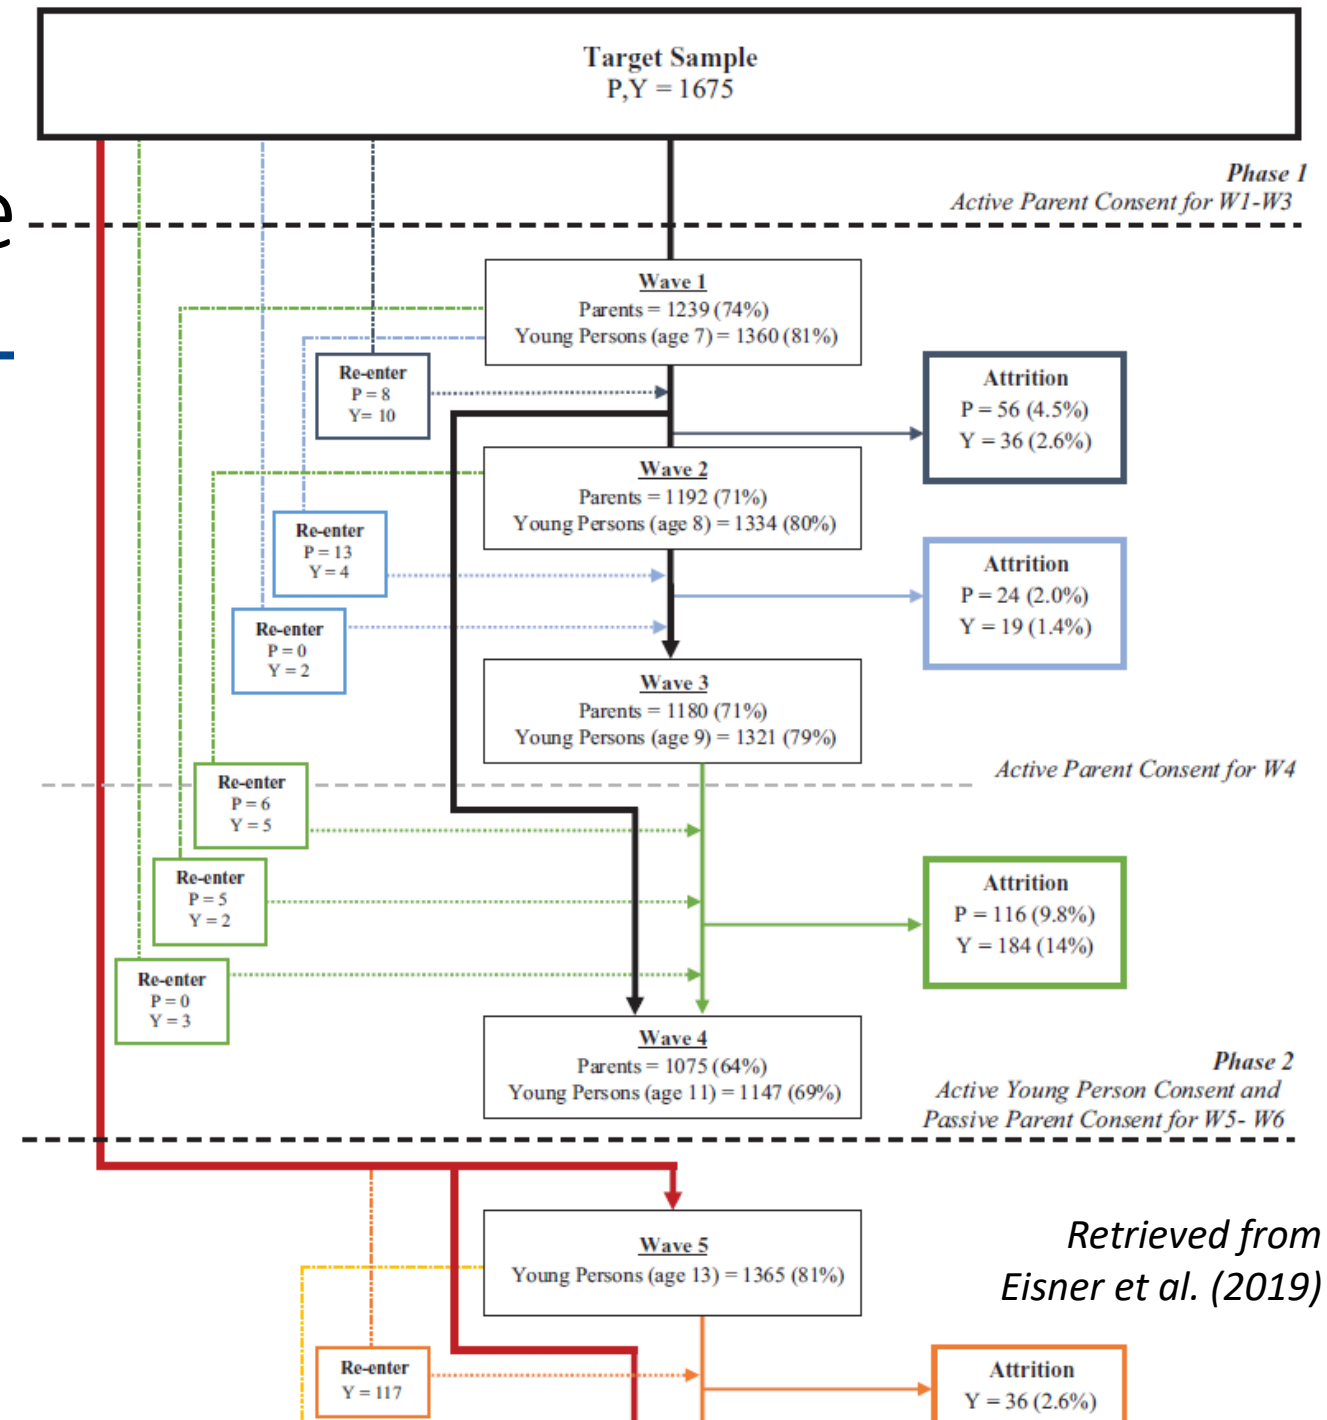 Target Sample
P,Y = 1675
Phase 1
Active Parent Consent for W1-W3
e
Wave 1
Parents = 1239 (74%)
Young Persons (age 7) = 1360 (81%)
Re-enter
P = 8
Y= 10
Attrition
P = 56 (4.5%)
Y = 36 (2.6%)
Wave 2
Parents = 1192 (71%)
Young Persons (age 8) = 1334 (80%)
Re-enter
P = 13
Y = 4
Attrition
P = 24 (2.0%)
Y = 19 (1.4%)
Re-enter
P = 0
Y = 2
Wave 3
Parents = 1180 (71%)
Young Persons (age 9) = 1321 (79%)
Active Parent Consent for W4
Re-enter
P = 6
Y = 5
Re-enter
P = 5
Y = 2
Attrition
P = 116 (9.8%)
Y = 184 (14%)
Re-enter
P = 0
Y = 3
Wave 4
Parents = 1075 (64%)
Young Persons (age 11) = 1147 (69%)
Phase 2
Active Young Person Consent and
Passive Parent Consent for W5- W6
Wave 5
Young Persons (age 13) = 1365 (81%)
Retrieved from
Eisner et al. (2019)
Re-enter
Y = 117
Attrition
Y = 36 (2.6%)